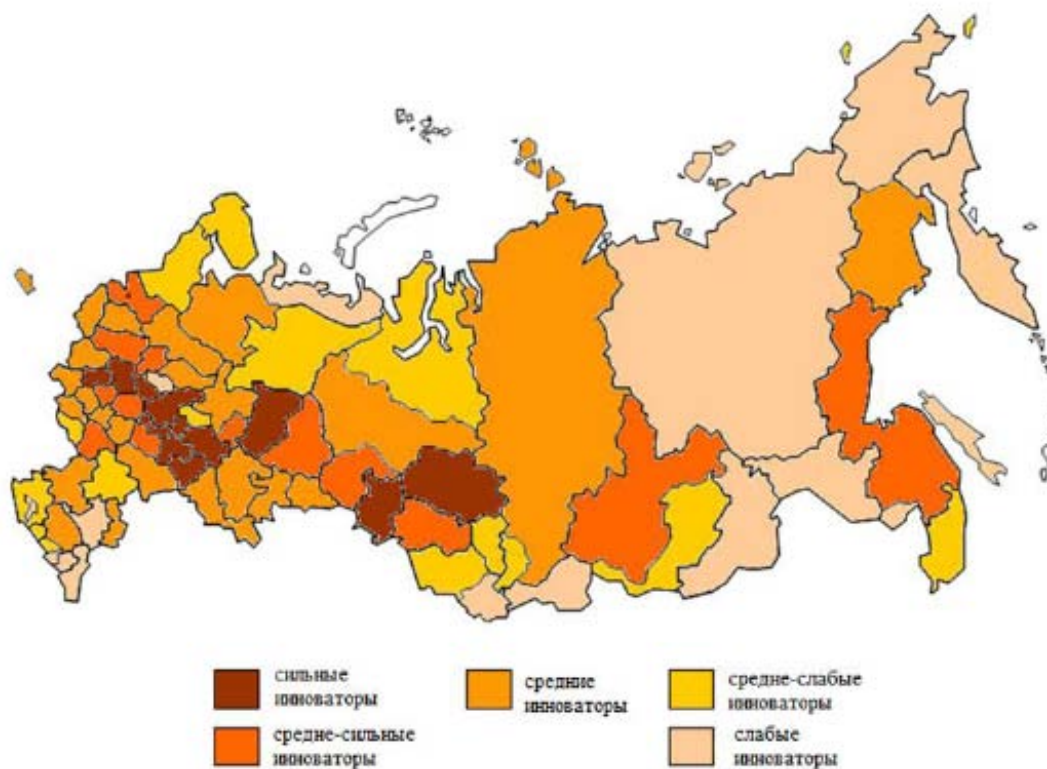 сильные
инноваторы
средне-сильные
инноваторы
средние
инноваторы
средне-слабые
инноваторы
слабые
инноваторы